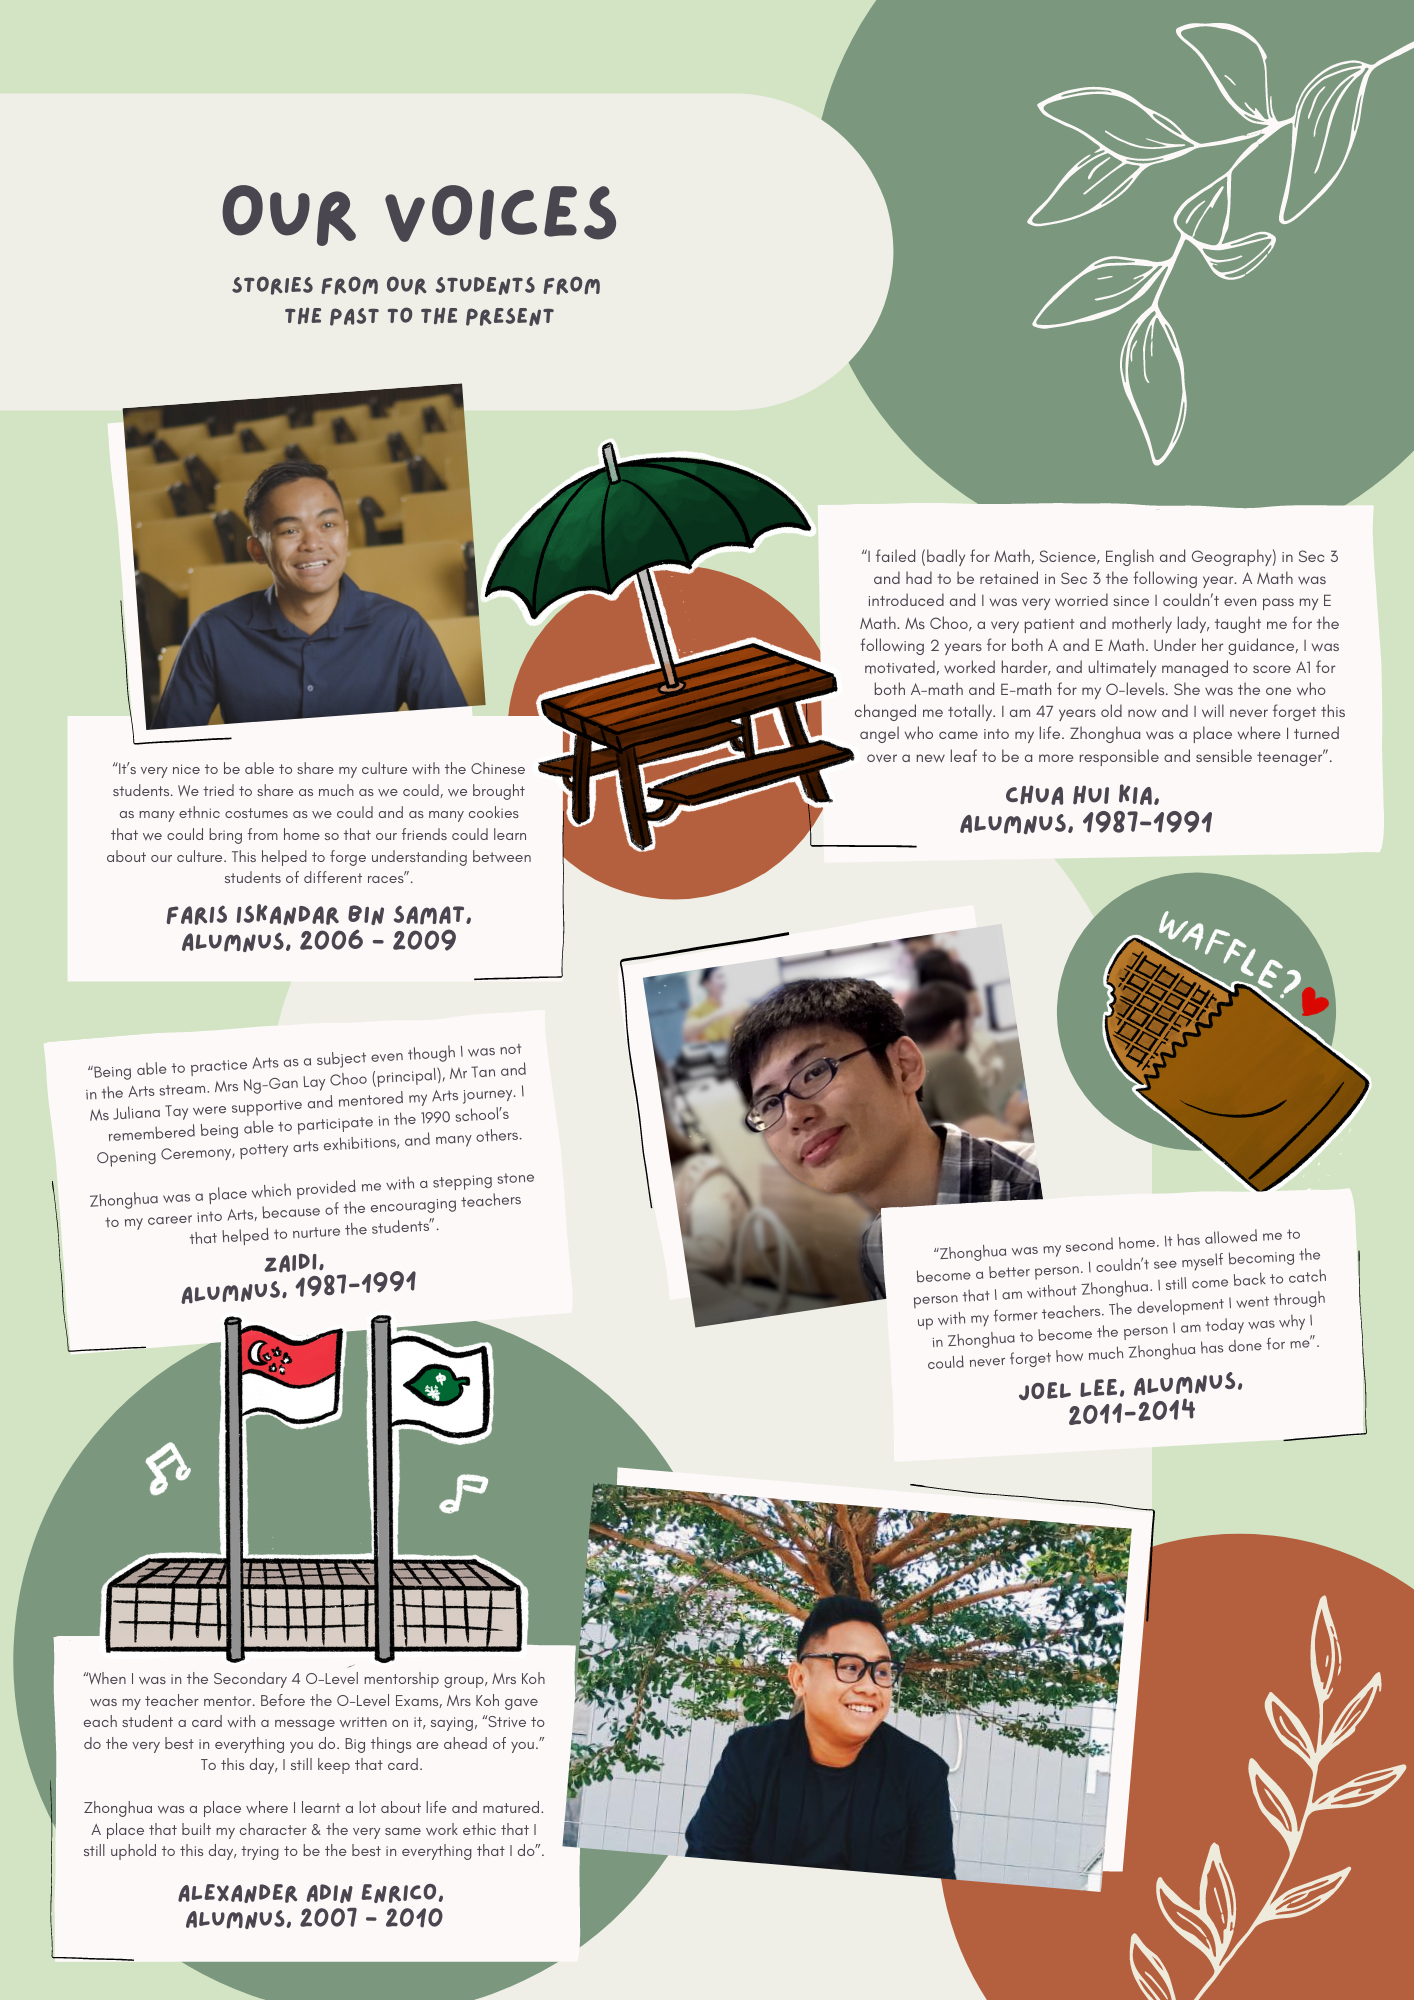 OUR VOICES
STORIES FROM OUR STUDENTS FROM
THE PAST TO THE PRESENT
“I failed (badly for Math, Science, English and Geography) in Sec 3
and had to be retained in Sec 3 the following year. A Math was
introduced and I was very worried since I couldn’t even pass my E
Math. Ms Choo, a very patient and motherly lady, taught me for the
following 2 years for both A and E Math. Under her guidance, I was
motivated, worked harder, and ultimately managed to score A1 for
both A-math and E-math for my O-levels. She was the one who
changed me totally. I am 47 years old now and I will never forget this
angel who came into my life. Zhonghua was a place where I turned
over a new leaf to be a more responsible and sensible teenager”.
CHUA HUI KIA,
ALUMNUS, 1987-1991
“It’s very nice to be able to share my culture with the Chinese
students. We tried to share as much as we could, we brought
as many ethnic costumes as we could and as many cookies
that we could bring from home so that our friends could learn
about our culture. This helped to forge understanding between
students of different races”.
FARIS ISKANDAR BIN SAMAT,
ALUMNUS, 2006 - 2009
WAFFLE?
“Being able to practice Arts as a subject even though I was not
in the Arts stream. Mrs Ng-Gan Lay Choo (principal), Mr Tan and
Ms Juliana Tay were supportive and mentored my Arts journey. I
remembered being able to participate in the 1990 school’s
Opening Ceremony, pottery arts exhibitions, and many others.
Zhonghua was a place which provided me with a stepping stone
to my career into Arts, because of the encouraging teachers
that helped to nurture the students”.
ZAIDI,
ALUMNUS, 1987-1991
“Zhonghua was my second home. It has allowed me to
become a better person. I couldn’t see myself becoming the
person that I am without Zhonghua. I still come back to catch
up with my former teachers. The development I went through
in Zhonghua to become the person I am today was why I
could never forget how much Zhonghua has done for me”.
JOEL LEE, ALUMNUS,
2011-2014
“When I was in the Secondary 4 O-Level mentorship group, Mrs Koh
was my teacher mentor. Before the O-Level Exams, Mrs Koh gave
each student a card with a message written on it, saying, “Strive to
do the very best in everything you do. Big things are ahead of you.”
To this day, I still keep that card.
Zhonghua was a place where I learnt a lot about life and matured.
A place that built my character & the very same work ethic that I
still uphold to this day, trying to be the best in everything that I do”.
ALEXANDER ADIN ENRICO,
ALUMNUS, 2007 - 2010